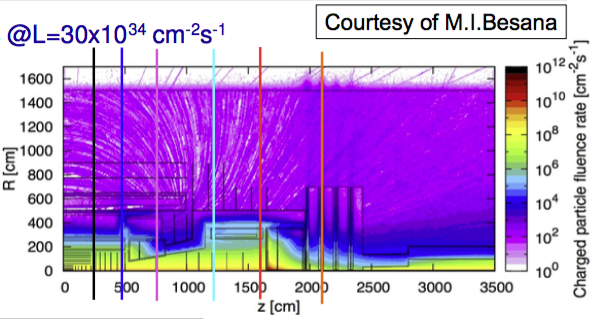 @L=30x10³⁴ cm⁻²s⁻¹
Courtesy of M.I.Besana
1600
1400
1200
1000
800
600
400
200
0
R [cm]
0 500 1000 1500 2000 2500 3000 3500
z [cm]
10¹²
10¹⁰
10⁸
10⁶
10⁴
10²
10⁰
Charged particle fluence rate [cm⁻²s⁻¹]